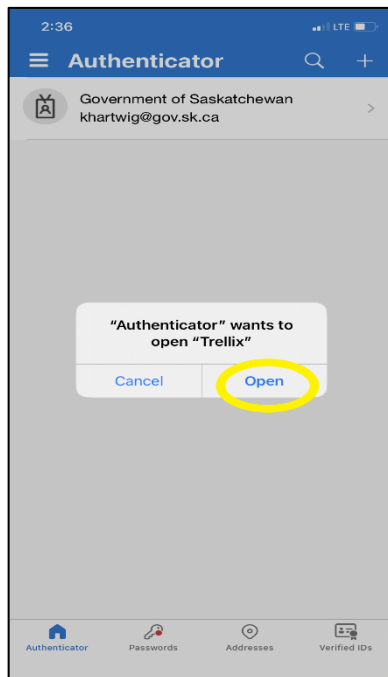 2:36
LTE
Authenticator
Government of Saskatchewan
khartwig@gov.sk.ca
"Authenticator" wants to
open "Trellix"
Cancel Open
Authenticator Passwords Addresses Verified IDs